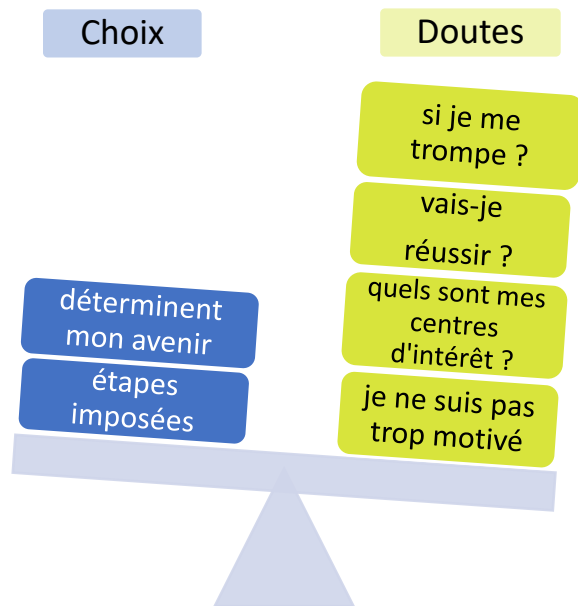 Choix
Doutes
si je me
trompe ?
vais-je
réussir ?
quels sont mes
centres
d'intérêt ?
je ne suis pas
trop motivé
déterminent
mon avenir
étapes
imposées